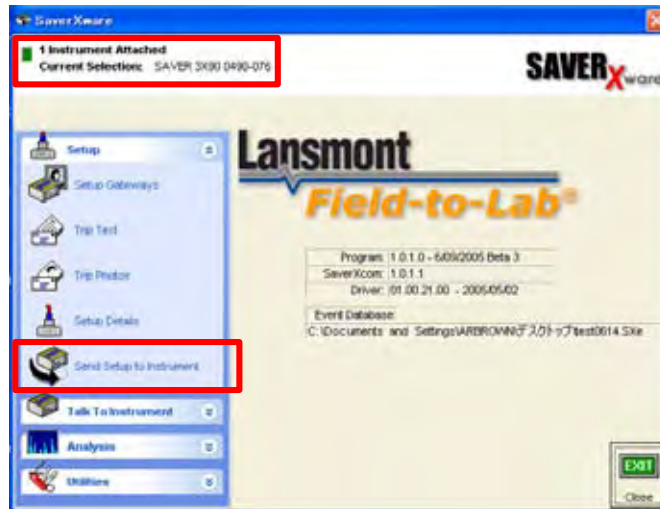 SaverXware
1 Instrument Attached
Current Selection: SAVER 3X90 0490-076
SAVERXware
Setup
Setup Gateways
Trip Text
Trip Photos
Setup Details
Send Setup to Instrument
Talk To Instrument
Analysis
Utilities
Lansmont
Field-to-Lab®
Program: 1.0.1.0 - 6/09/2005 Beta 3
SaverXcom: 1.0.1.1
Driver: 01.00.21.00 - 2005/05/02
Event Database:
C:\Documents and Settings\ARBROWN\デスクトップ\test0614.SXe
EXIT
Close